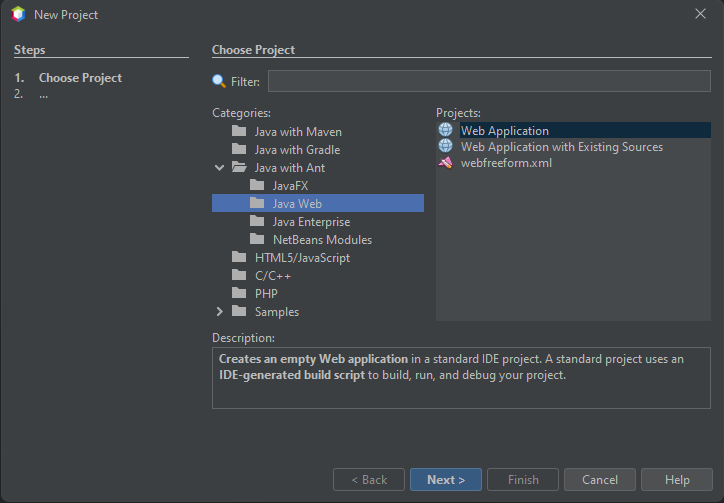 New Project
Steps
1. Choose Project
2. ...
Choose Project
Filter:
Categories:
Java with Maven
Java with Gradle
Java with Ant
JavaFX
Java Web
Java Enterprise
NetBeans Modules
HTML5/JavaScript
C/C++
PHP
Samples
Projects:
Web Application
Web Application with Existing Sources
webfreeform.xml
Description:
Creates an empty Web application in a standard IDE project. A standard project uses an
IDE-generated build script to build, run, and debug your project.
< Back
Next >
Finish
Cancel
Help